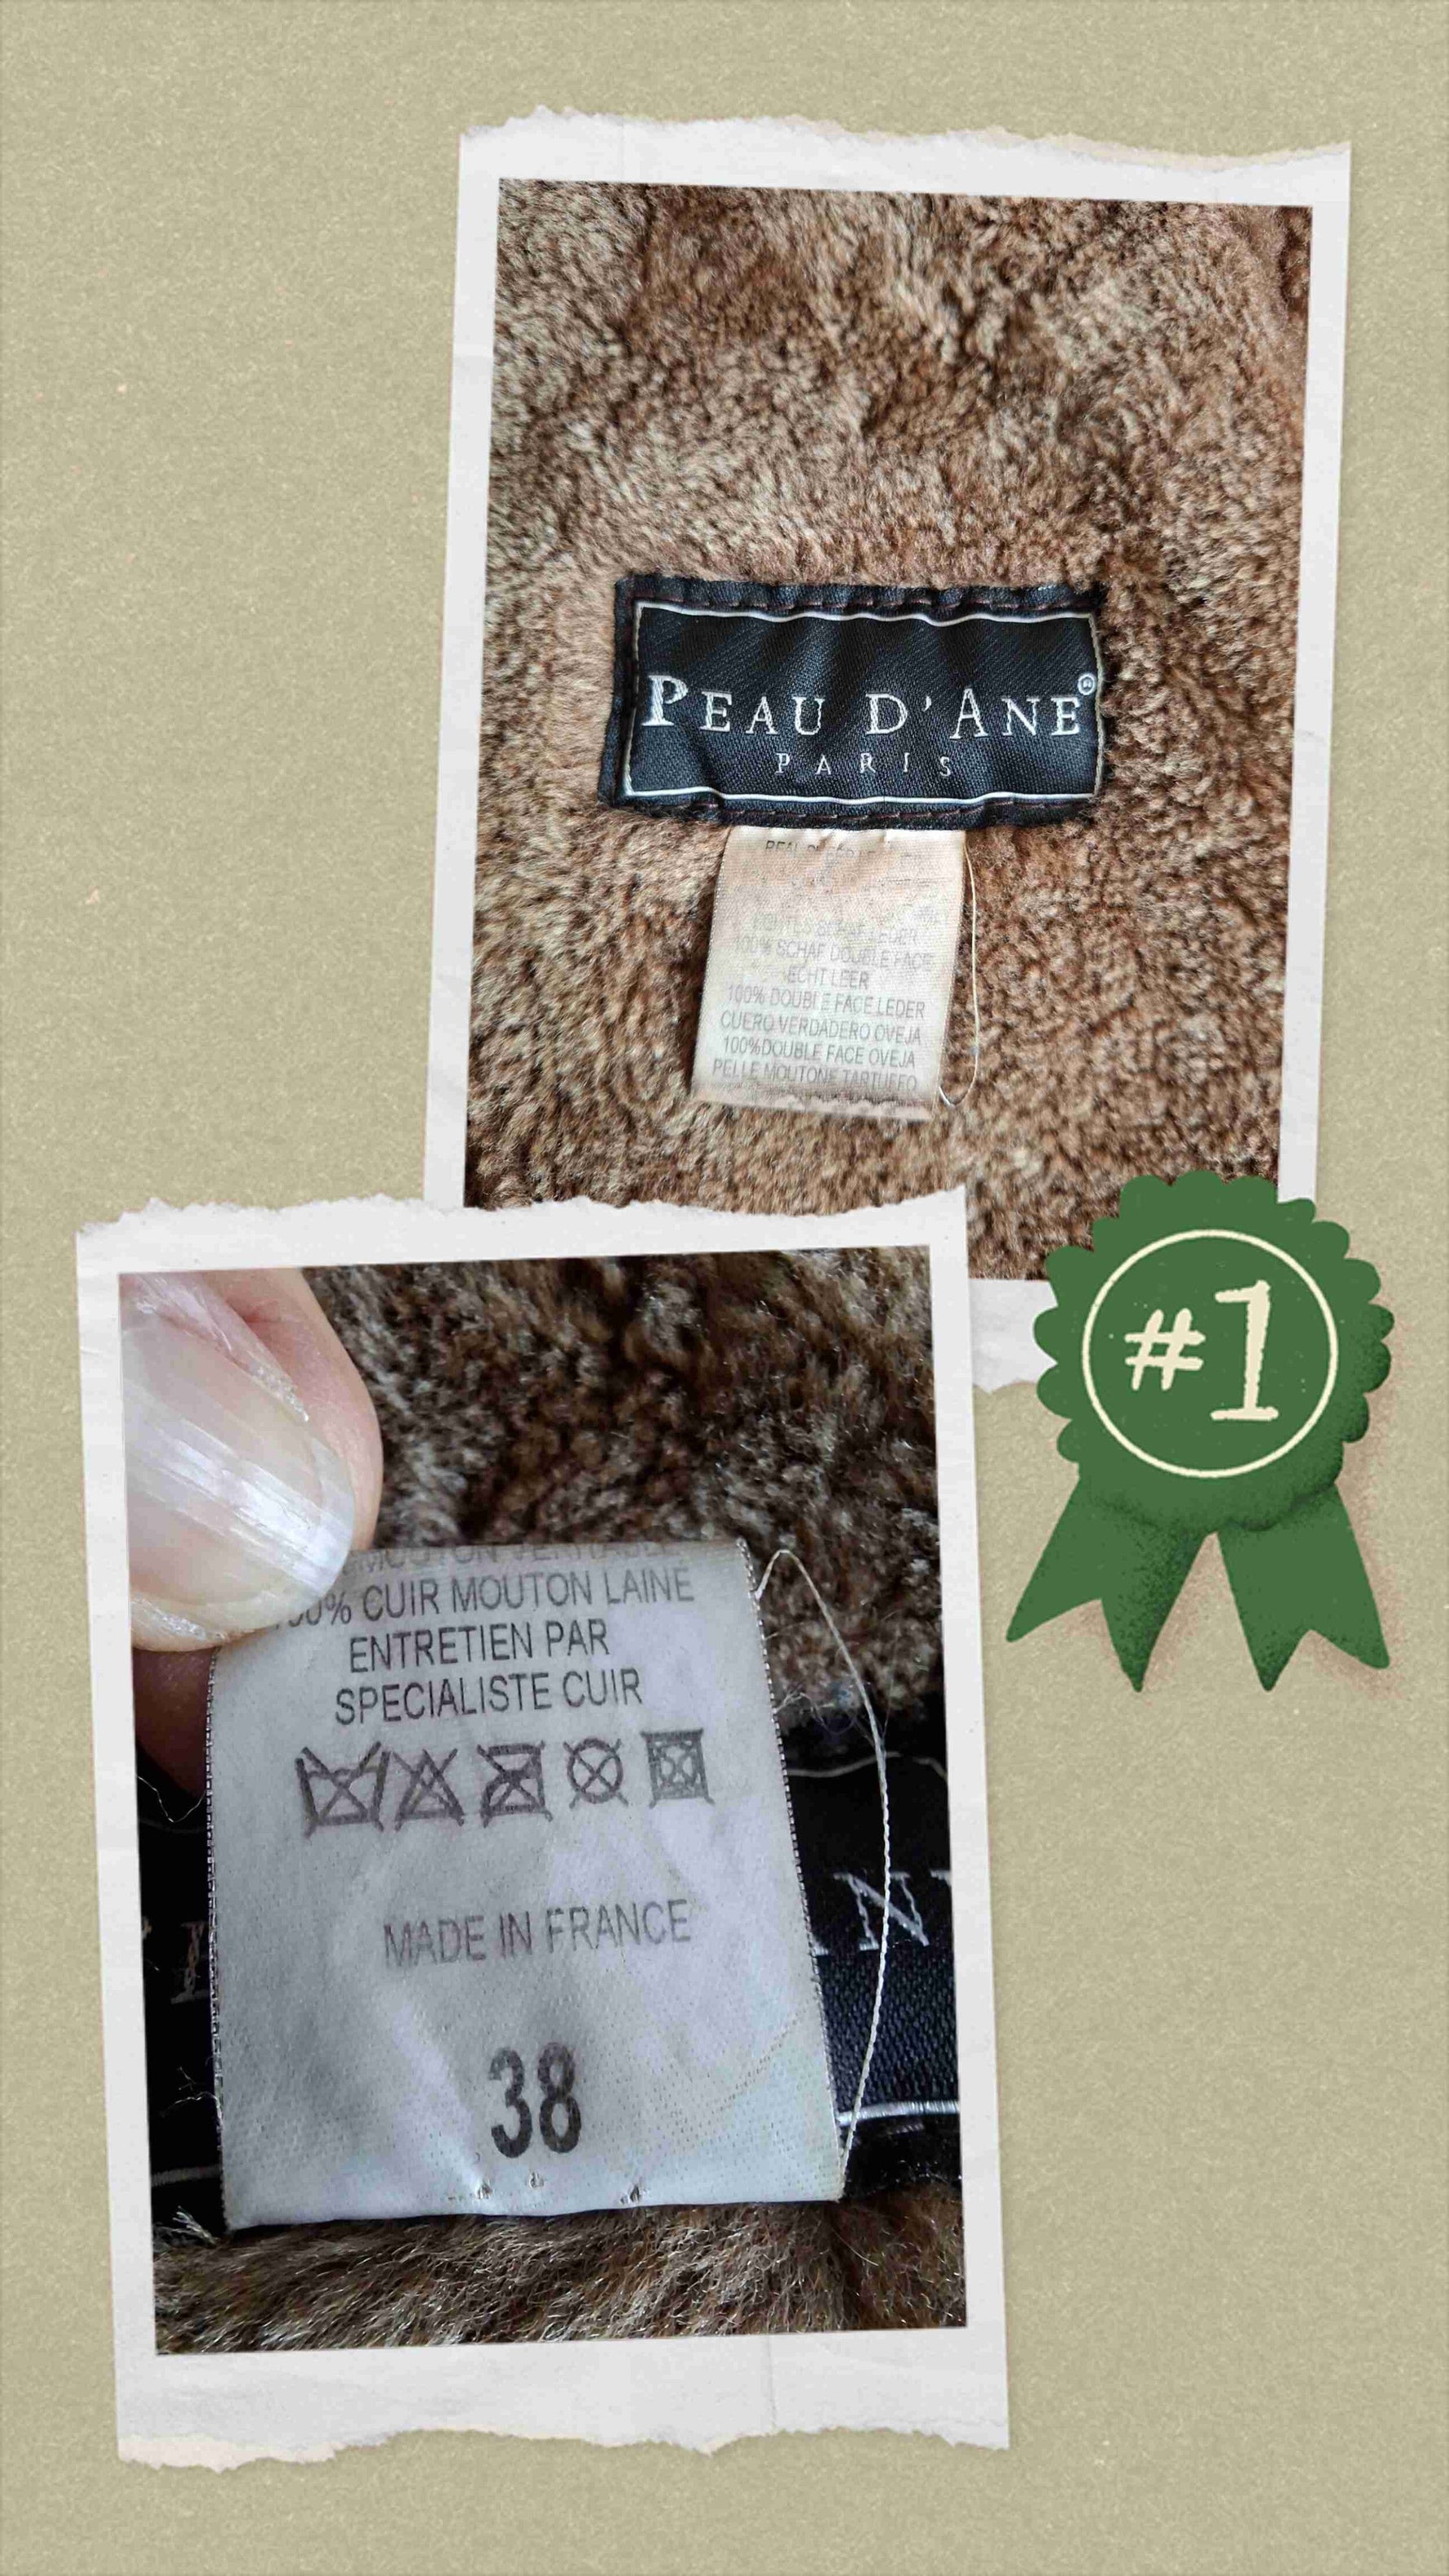 PEAU D'ANE®
PARIS
100% SCHAF DOUBLE FACE
ECHT LEER
100% DOUBLE FACE LEDER
CUERO VERDADERO OVEJA
100%DOUBLE FACE OVEJA
PELLE MOUTONE TARTUFFO
#1
MOUTON
CUIR MOUTON LAINE
ENTRETIEN PAR
SPECIALISTE CUIR
MADE IN FRANCE
38